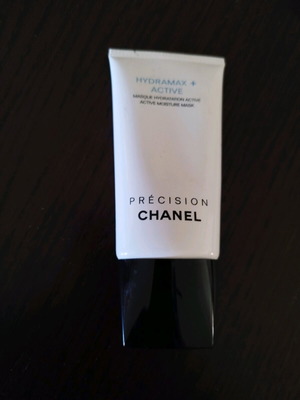 HYDRAMAX +
ACTIVE
MASQUE HYDRATATION ACTIVE
ACTIVE MOISTURE MASK
PRÉCISION
CHANEL